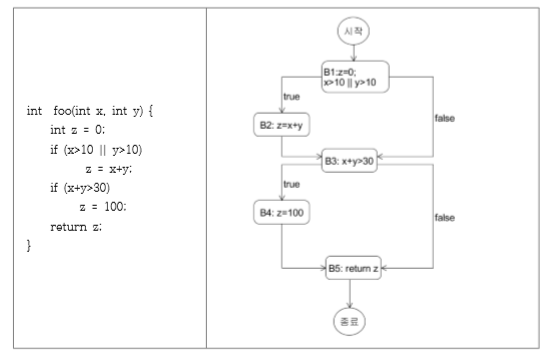 int foo(int x, int y) {
int z = 0;
if (x>10 || y>10)
z = x+y;
if (x+y>30)
z = 100;
return z;
}
시작
B1:z=0;
x>10 || y>10
true
false
B2: z=x+y
B3: x+y>30
true
false
B4: z=100
B5: return z
종료